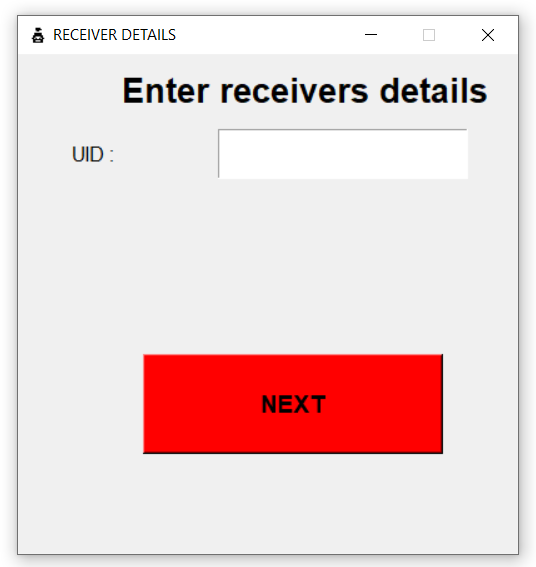 RECEIVER DETAILS
Enter receivers details
UID :
NEXT